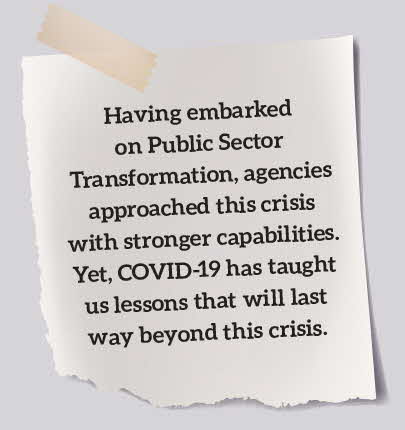 Having embarked
on Public Sector
Transformation, agencies
approached this crisis
with stronger capabilities.
Yet, COVID-19 has taught
us lessons that will last
way beyond this crisis.